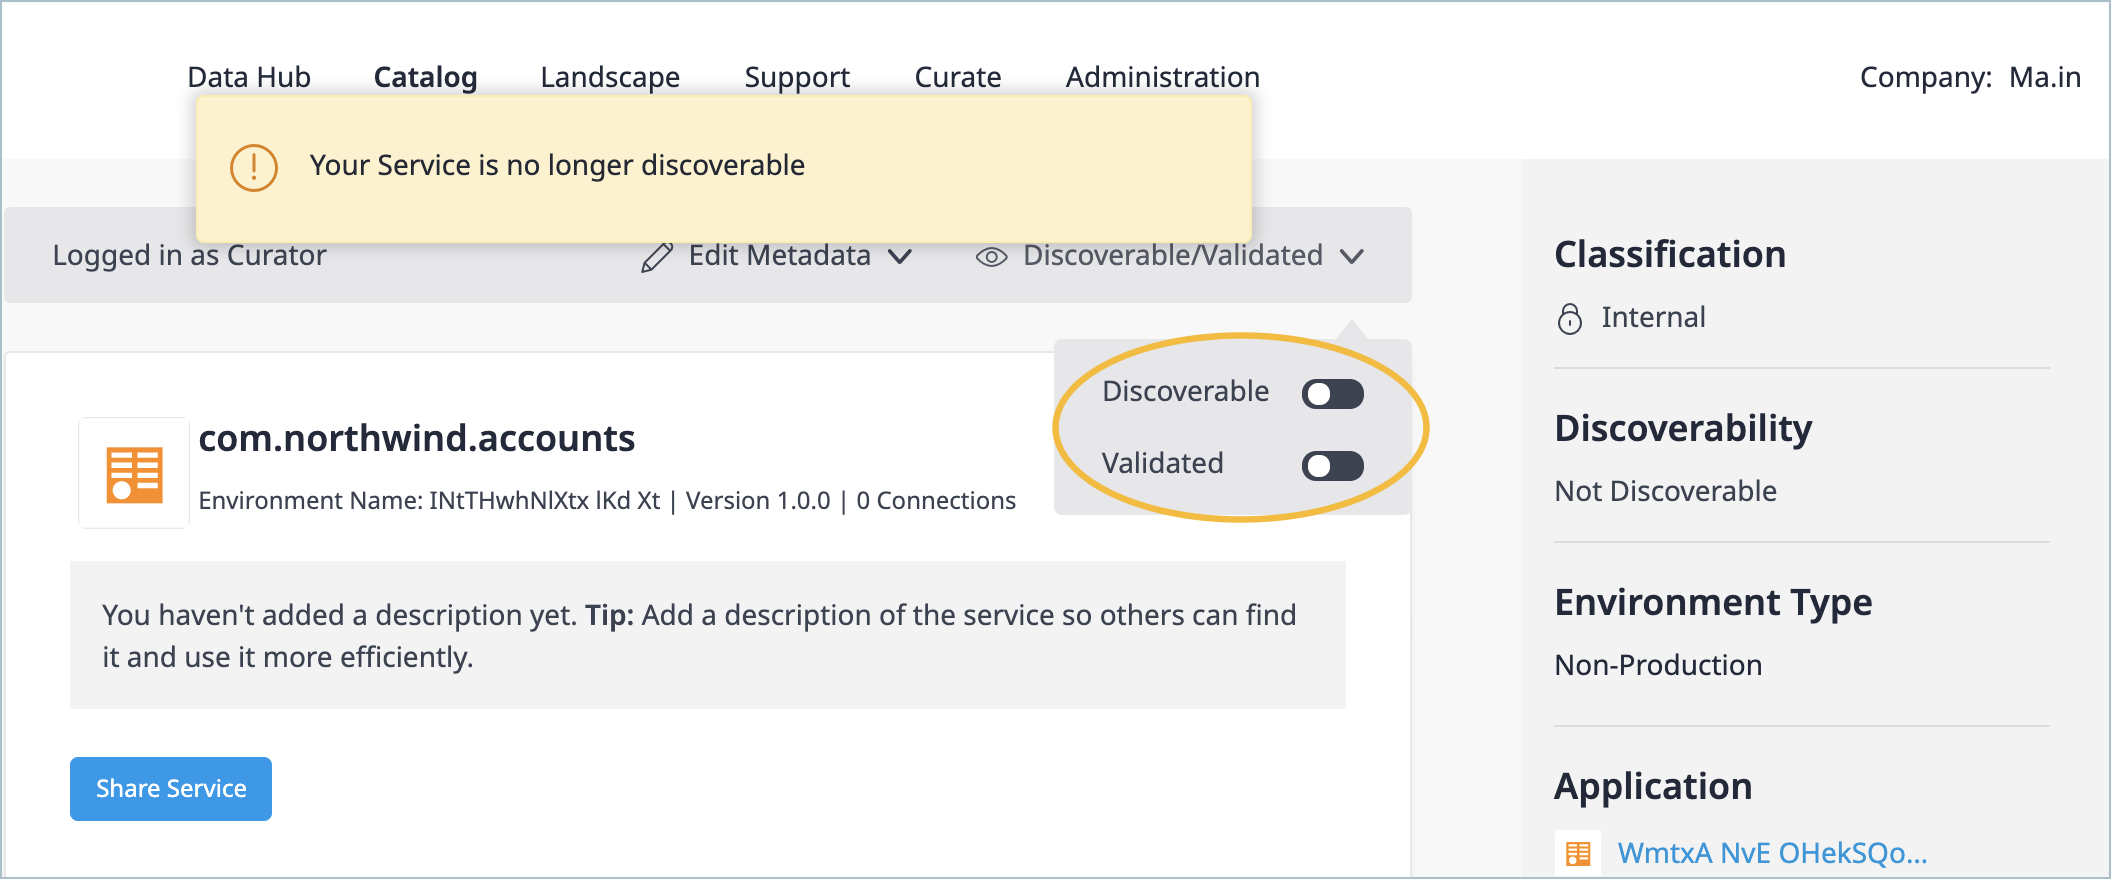 Data Hub Catalog Landscape Support Curate Administration Company: Ma.in
Your Service is no longer discoverable
Logged in as Curator Edit Metadata Discoverable/Validated
Discoverable
Validated
com.northwind.accounts
Environment Name: INtTHwhNlXtx lKd Xt | Version 1.0.0 | 0 Connections
You haven't added a description yet. Tip: Add a description of the service so others can find
it and use it more efficiently.
Share Service
Classification
Internal
Discoverability
Not Discoverable
Environment Type
Non-Production
Application
WmtxA NvE OHekSQo...